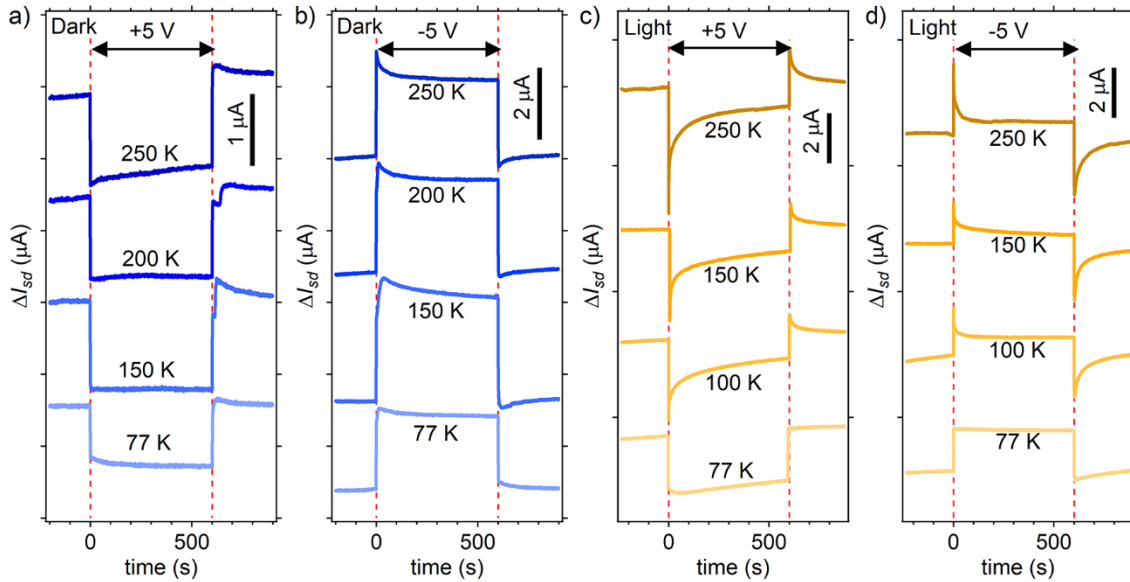 a)
Dark
+5 V
1 μA
250 K
200 K
150 K
77 K
ΔIsd (μA)
0
500
time (s)
b)
Dark
-5 V
2 μA
250 K
200 K
150 K
77 K
ΔIsd (μA)
0
500
time (s)
c)
Light
+5 V
2 μA
250 K
150 K
100 K
77 K
ΔIsd (μA)
0
500
time (s)
d)
Light
-5 V
2 μA
250 K
150 K
100 K
77 K
ΔIsd (μA)
0
500
time (s)